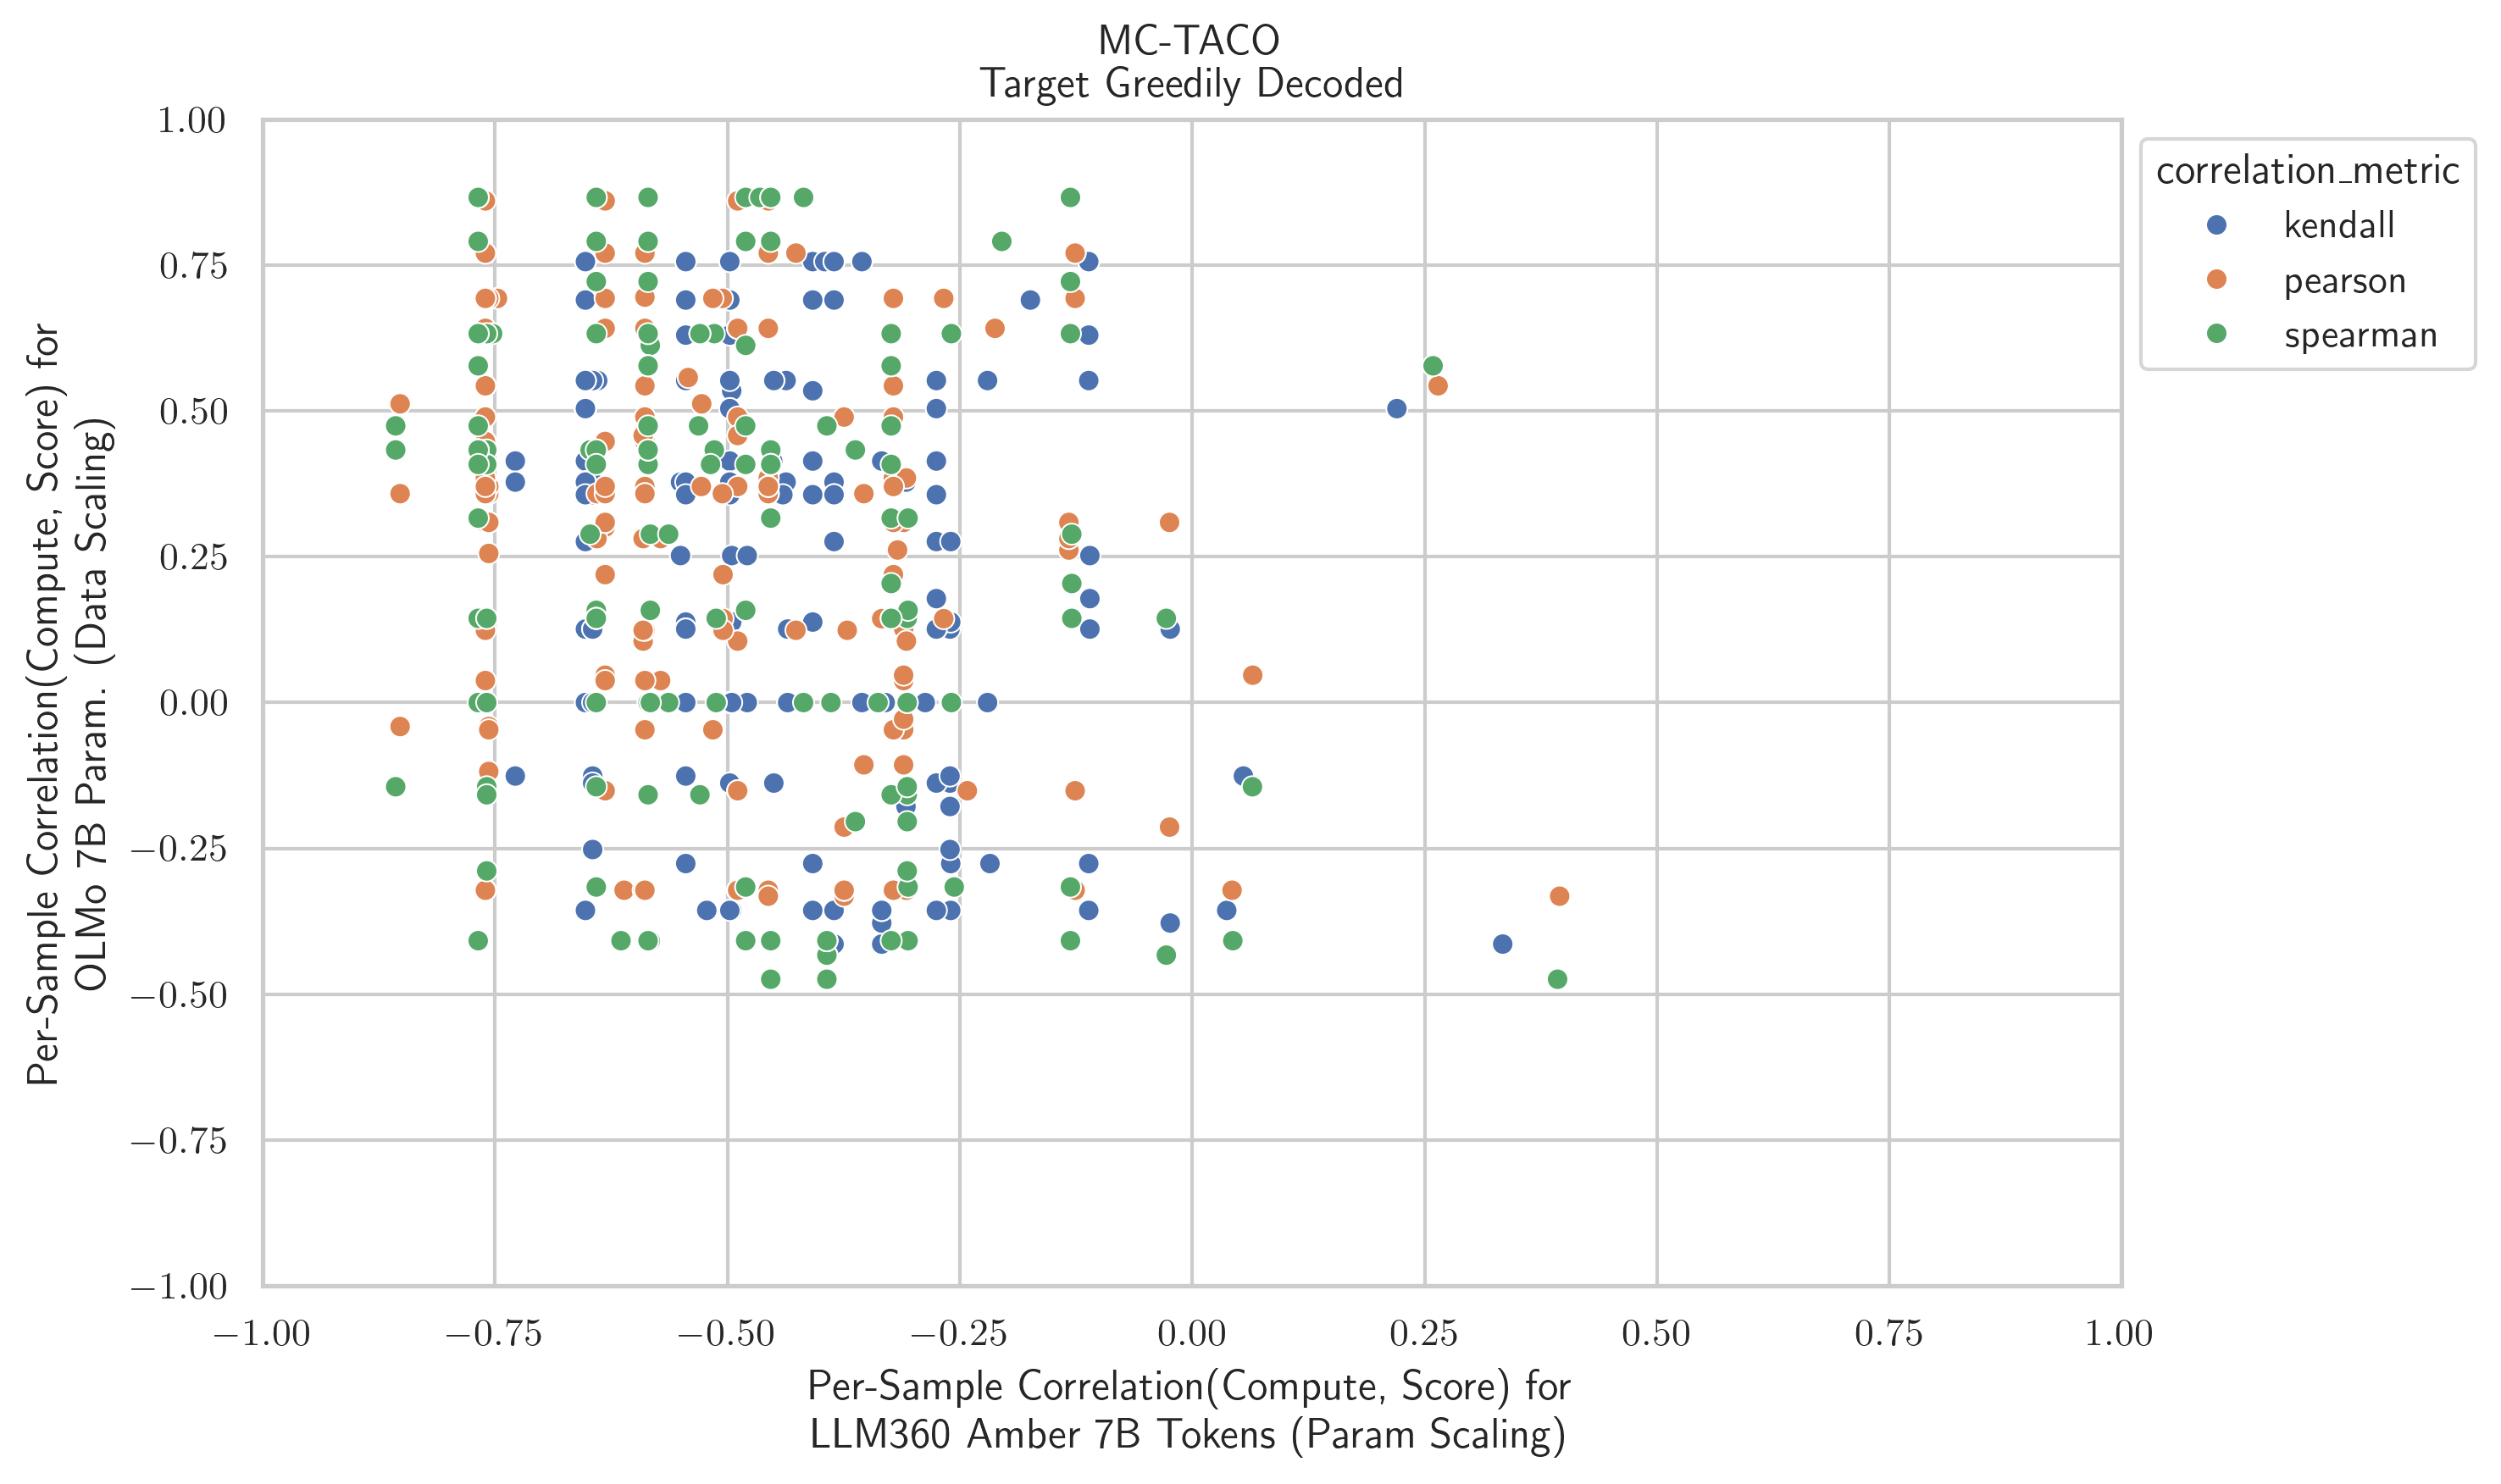 MC-TACO
Target Greedily Decoded
Per-Sample Correlation(Compute, Score) for
OLMo 7B Param. (Data Scaling)
1.00
0.75
0.50
0.25
0.00
−0.25
−0.50
−0.75
−1.00
−1.00 −0.75 −0.50 −0.25 0.00 0.25 0.50 0.75 1.00
Per-Sample Correlation(Compute, Score) for
LLM360 Amber 7B Tokens (Param Scaling)
correlation_metric
kendall
pearson
spearman